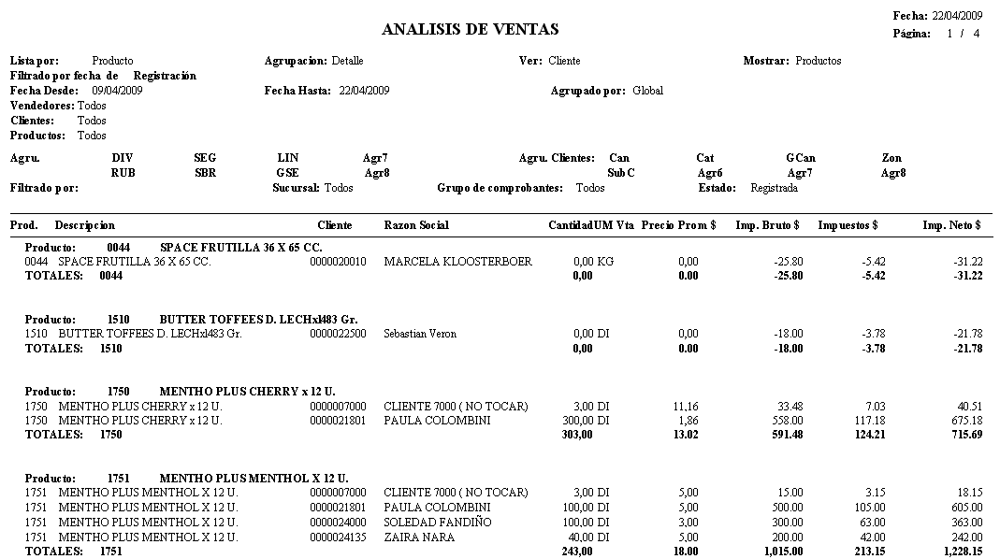 Fecha: 22/04/2009
ANALISIS DE VENTAS
Página: 1 / 4
Lista por: Producto Agrupacion: Detalle Ver: Cliente Mostrar: Productos
Filtrado por fecha de Registración
Fecha Desde: 09/04/2009 Fecha Hasta: 22/04/2009 Agrupado por: Global
Vendedores: Todos
Clientes: Todos
Productos: Todos
Agru. DIV SEG LIN Agr7 Agru. Clientes: Can Cat GCan Zon
RUB SBR GSE Agr8 SubC Agr6 Agr7 Agr8
Filtrado por: Sucursal: Todos Grupo de comprobantes: Todos Estado: Registrada
Prod. Descripcion Cliente Razon Social Cantidad UM Vta Precio Prom $ Imp. Bruto $ Impuestos $ Imp. Neto $
Producto: 0044 SPACE FRUTILLA 36 X 65 CC.
0044 SPACE FRUTILLA 36 X 65 CC. 0000020010 MARCELA KLOOSTERBOER 0,00 KG 0,00 -25.80 -5.42 -31.22
TOTALES: 0044 0,00 0.00 -25.80 -5.42 -31.22
Producto: 1510 BUTTER TOFFEES D. LECHxl483 Gr.
1510 BUTTER TOFFEES D. LECHxl483 Gr. 0000022500 Sebastian Veron 0,00 DI 0,00 -18.00 -3.78 -21.78
TOTALES: 1510 0,00 0.00 -18.00 -3.78 -21.78
Producto: 1750 MENTHO PLUS CHERRY x 12 U.
1750 MENTHO PLUS CHERRY x 12 U. 0000007000 CLIENTE 7000 ( NO TOCAR) 3,00 DI 11,16 33.48 7.03 40.51
1750 MENTHO PLUS CHERRY x 12 U. 0000021801 PAULA COLOMBINI 300,00 DI 1,86 558.00 117.18 675.18
TOTALES: 1750 303,00 13.02 591.48 124.21 715.69
Producto: 1751 MENTHO PLUS MENTHOL X 12 U.
1751 MENTHO PLUS MENTHOL X 12 U. 0000007000 CLIENTE 7000 ( NO TOCAR) 3,00 DI 5,00 15.00 3.15 18.15
1751 MENTHO PLUS MENTHOL X 12 U. 0000021801 PAULA COLOMBINI 100,00 DI 5,00 500.00 105.00 605.00
1751 MENTHO PLUS MENTHOL X 12 U. 0000024000 SOLEDAD FANDIÑO 100,00 DI 3,00 300.00 63.00 363.00
1751 MENTHO PLUS MENTHOL X 12 U. 0000024135 ZAIRA NARA 40,00 DI 5,00 200.00 42.00 242.00
TOTALES: 1751 243,00 18.00 1,015.00 213.15 1,228.15